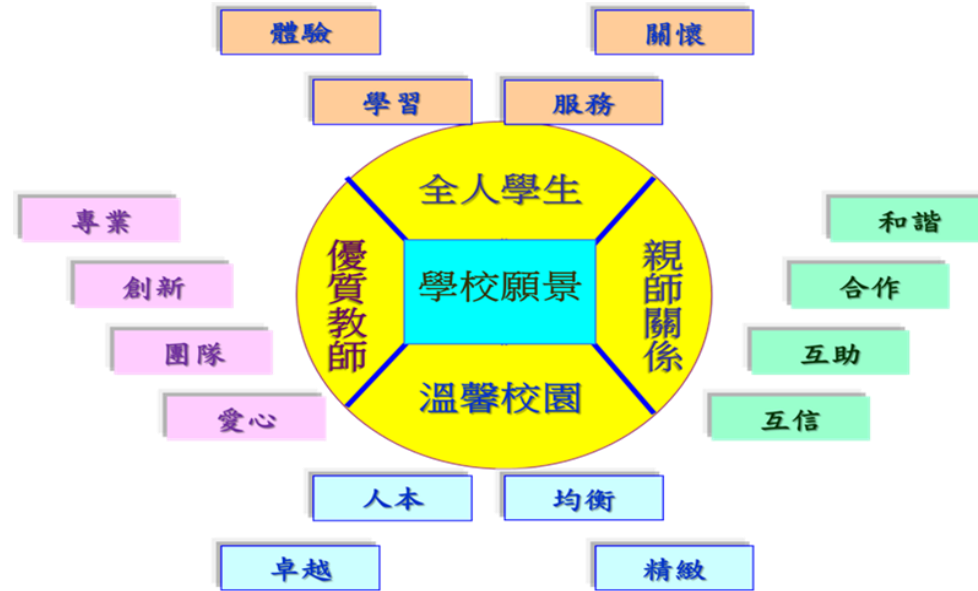 體驗
關懷
學習
服務
全人學生
專業
創新
團隊
愛心
優質教師
學校願景
親師關係
和諧
合作
互助
互信
溫馨校園
人本
均衡
卓越
精緻